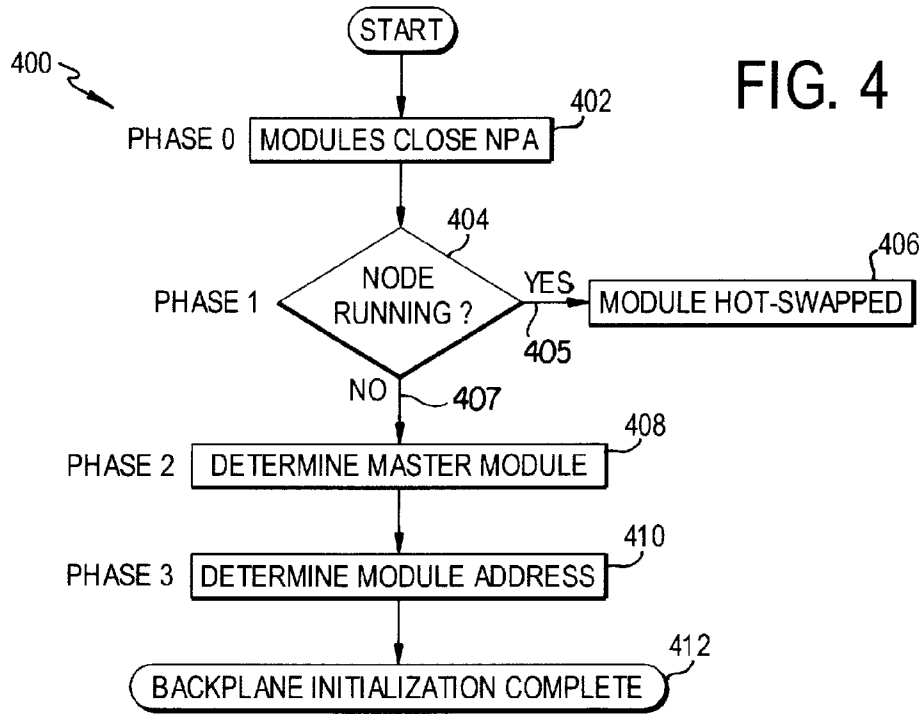 START
400
FIG. 4
402
PHASE 0
MODULES CLOSE NPA
404
406
NODE
RUNNING ?
PHASE 1
YES
405
MODULE HOT-SWAPPED
NO
407
408
PHASE 2
DETERMINE MASTER MODULE
410
PHASE 3
DETERMINE MODULE ADDRESS
412
BACKPLANE INITIALIZATION COMPLETE